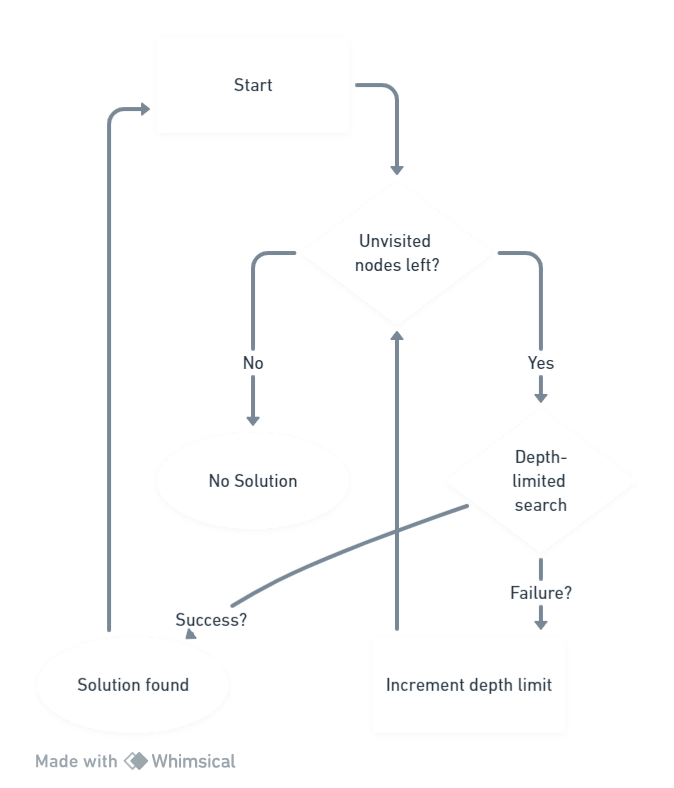 Start
Unvisited
nodes left?
No
Yes
No Solution
Depth-
limited
search
Failure?
Success?
Solution found
Increment depth limit
Made with Whimsical